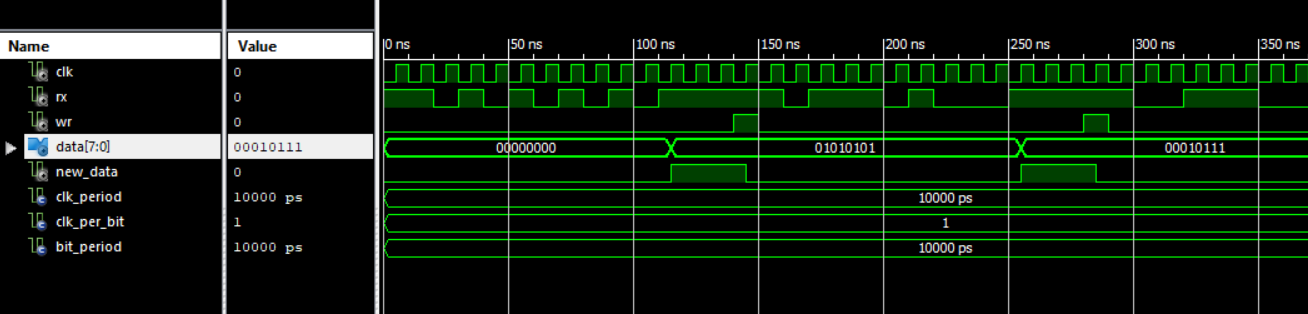 Name Value
0 ns 50 ns 100 ns 150 ns 200 ns 250 ns 300 ns 350 ns
clk 0
rx 0
wr 0
data[7:0] 00010111 00000000 01010101 00010111
new_data 0
clk_period 10000 ps 10000 ps
clk_per_bit 1 1
bit_period 10000 ps 10000 ps